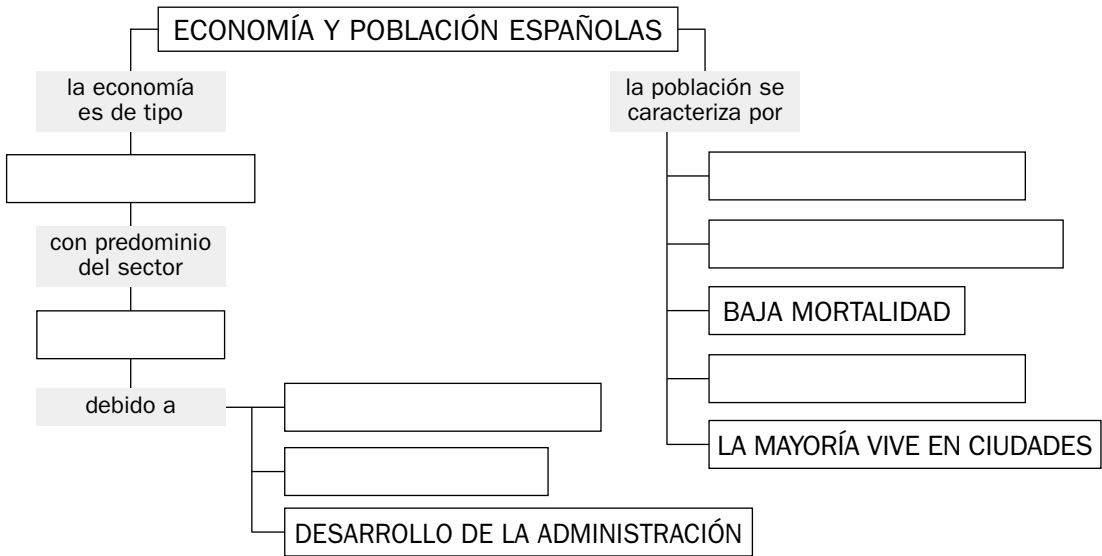 ECONOMÍA Y POBLACIÓN ESPAÑOLAS
la economía
es de tipo
con predominio
del sector
debido a
DESARROLLO DE LA ADMINISTRACIÓN
la población se
caracteriza por
BAJA MORTALIDAD
LA MAYORÍA VIVE EN CIUDADES